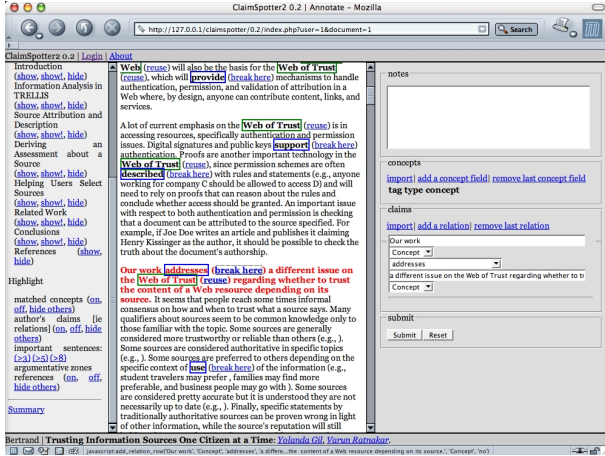 ClaimSpotter2 0.2 | Annotate - Mozilla
http://127.0.0.1/claimspotter/0.2/index.php?user=1&document=1
Search
ClaimSpotter2 0.2 | Login | About
Introduction
(show, show!, hide)
Information Analysis in
TRELLIS
(show, show!, hide)
Source Attribution and
Description
(show, show!, hide)
Deriving an
Assessment about a
Source
(show, show!, hide)
Helping Users Select
Sources
(show, show!, hide)
Related Work
(show, show!, hide)
Conclusions
(show, show!, hide)
References (show,
hide)
Highlight
matched concepts (on,
off, hide others)
author's claims [ie
relations] (on, off, hide
others)
important sentences:
(>3) (>5) (>8)
argumentative zones
references (on, off,
hide others)
Summary
Web (reuse) will also be the basis for the Web of Trust
(reuse), which will provide (break here) mechanisms to handle
authentication, permission, and validation of attribution in a
Web where, by design, anyone can contribute content, links, and
services.
A lot of current emphasis on the Web of Trust (reuse) is in
accessing resources, specifically authentication and permission
issues. Digital signatures and public keys support (break here)
authentication. Proofs are another important technology in the
Web of Trust (reuse), since permission schemes are often
described (break here) with rules and statements (e.g., anyone
working for company C should be allowed to access D) and will
need to rely on proofs that can reason about the rules and
conclude whether access should be granted. An important issue
with respect to both authentication and permission is checking
that a document can be attributed to the source specified. For
example, if Joe Doe writes an article and publishes it claiming
Henry Kissinger as the author, it should be possible to check the
truth about the document's authorship.
Our work addresses (break here) a different issue on
the Web of Trust (reuse) regarding whether to trust
the content of a Web resource depending on its
source. It seems that people reach some times informal
consensus on how and when to trust what a source says. Many
qualifiers about sources seem to be common knowledge only to
those familiar with the topic. Some sources are generally
considered more trustworthy or reliable than others (e.g., ).
Some sources are considered authoritative in specific topics
(e.g., ). Some sources are preferred to others depending on the
specific context of use (break here) of the information (e.g.,
student travelers may prefer , families may find more
preferable, and business people may go with ). Some sources
are considered pretty accurate but it is understood they are not
necessarily up to date (e.g., ). Finally, specific statements by
traditionally authoritative sources can be proven wrong in light
of other information, while the source's reputation will still
notes
concepts
import| add a concept field| remove last concept field
tag type concept
claims
import| add a relation| remove last relation
Our work
Concept
addresses
a different issue on the Web of Trust regarding whether to tr
Concept
submit
Submit Reset
Bertrand | Trusting Information Sources One Citizen at a Time: Yolanda Gil, Varun Ratnakar.
javascript:add_relation_row('Our work', 'Concept', 'addresses', 'a differe...the content of a Web resource depending on its source.', 'Concept', 'no')